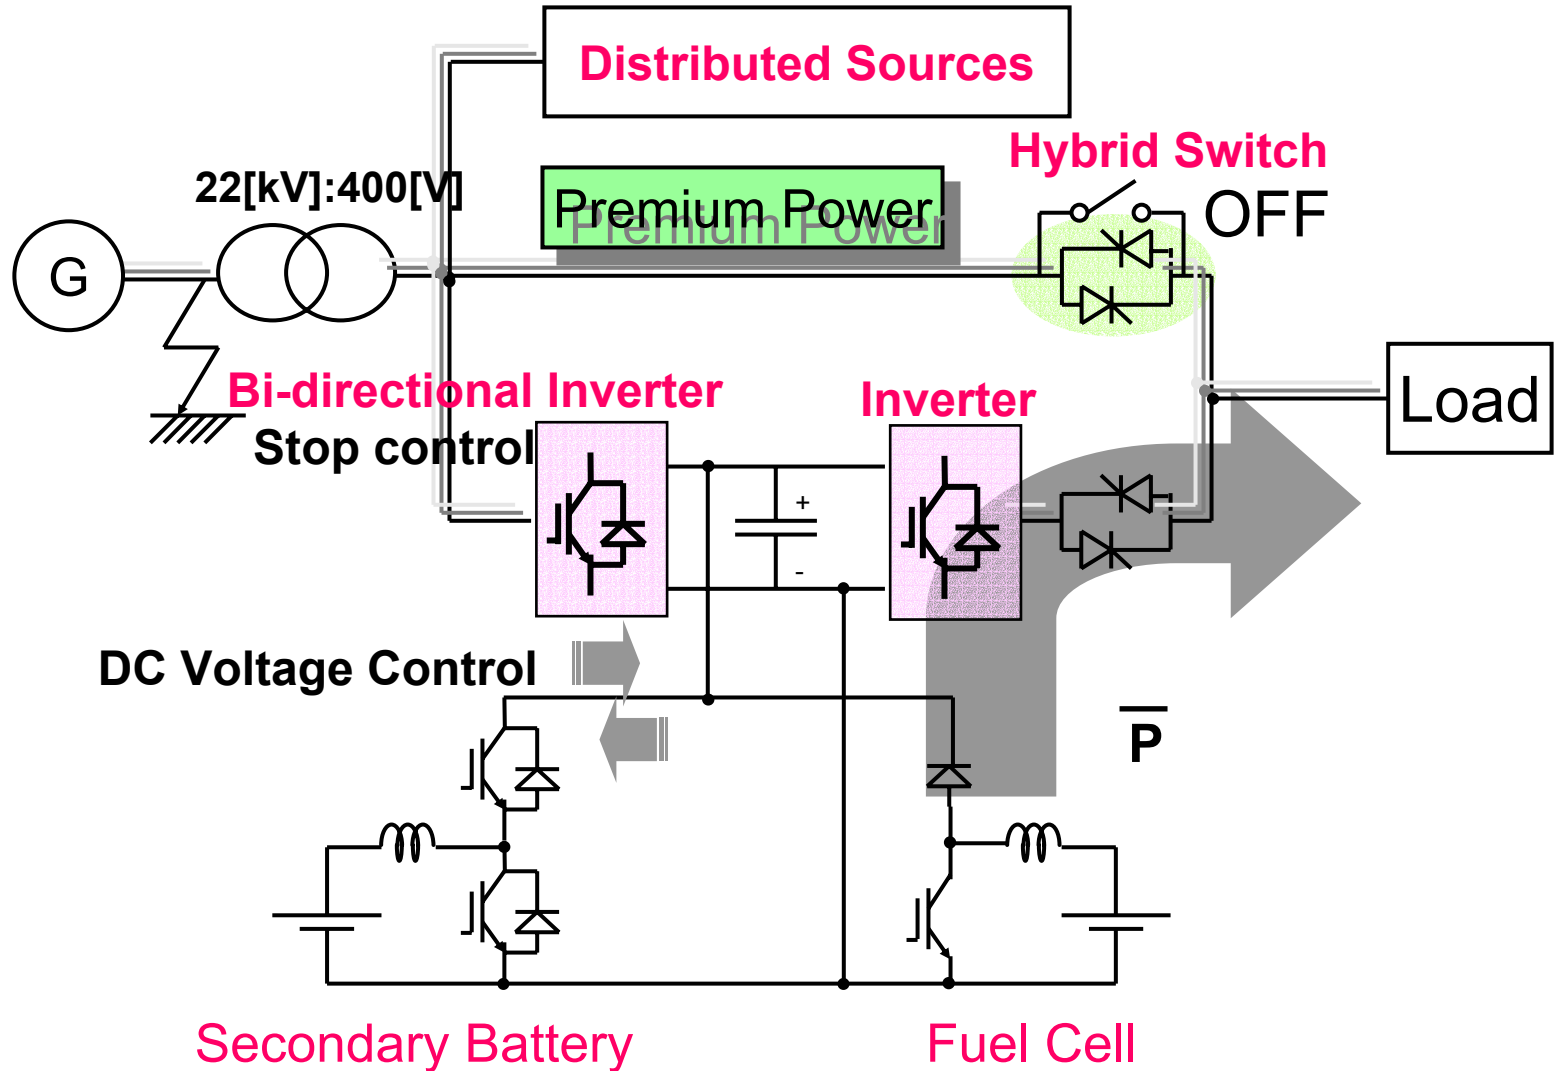 Distributed Sources
Hybrid Switch
22[kV]:400[V]
Premium Power
OFF
G
Bi-directional Inverter
Inverter
Load
Stop control
+
-
DC Voltage Control
P
Secondary Battery
Fuel Cell